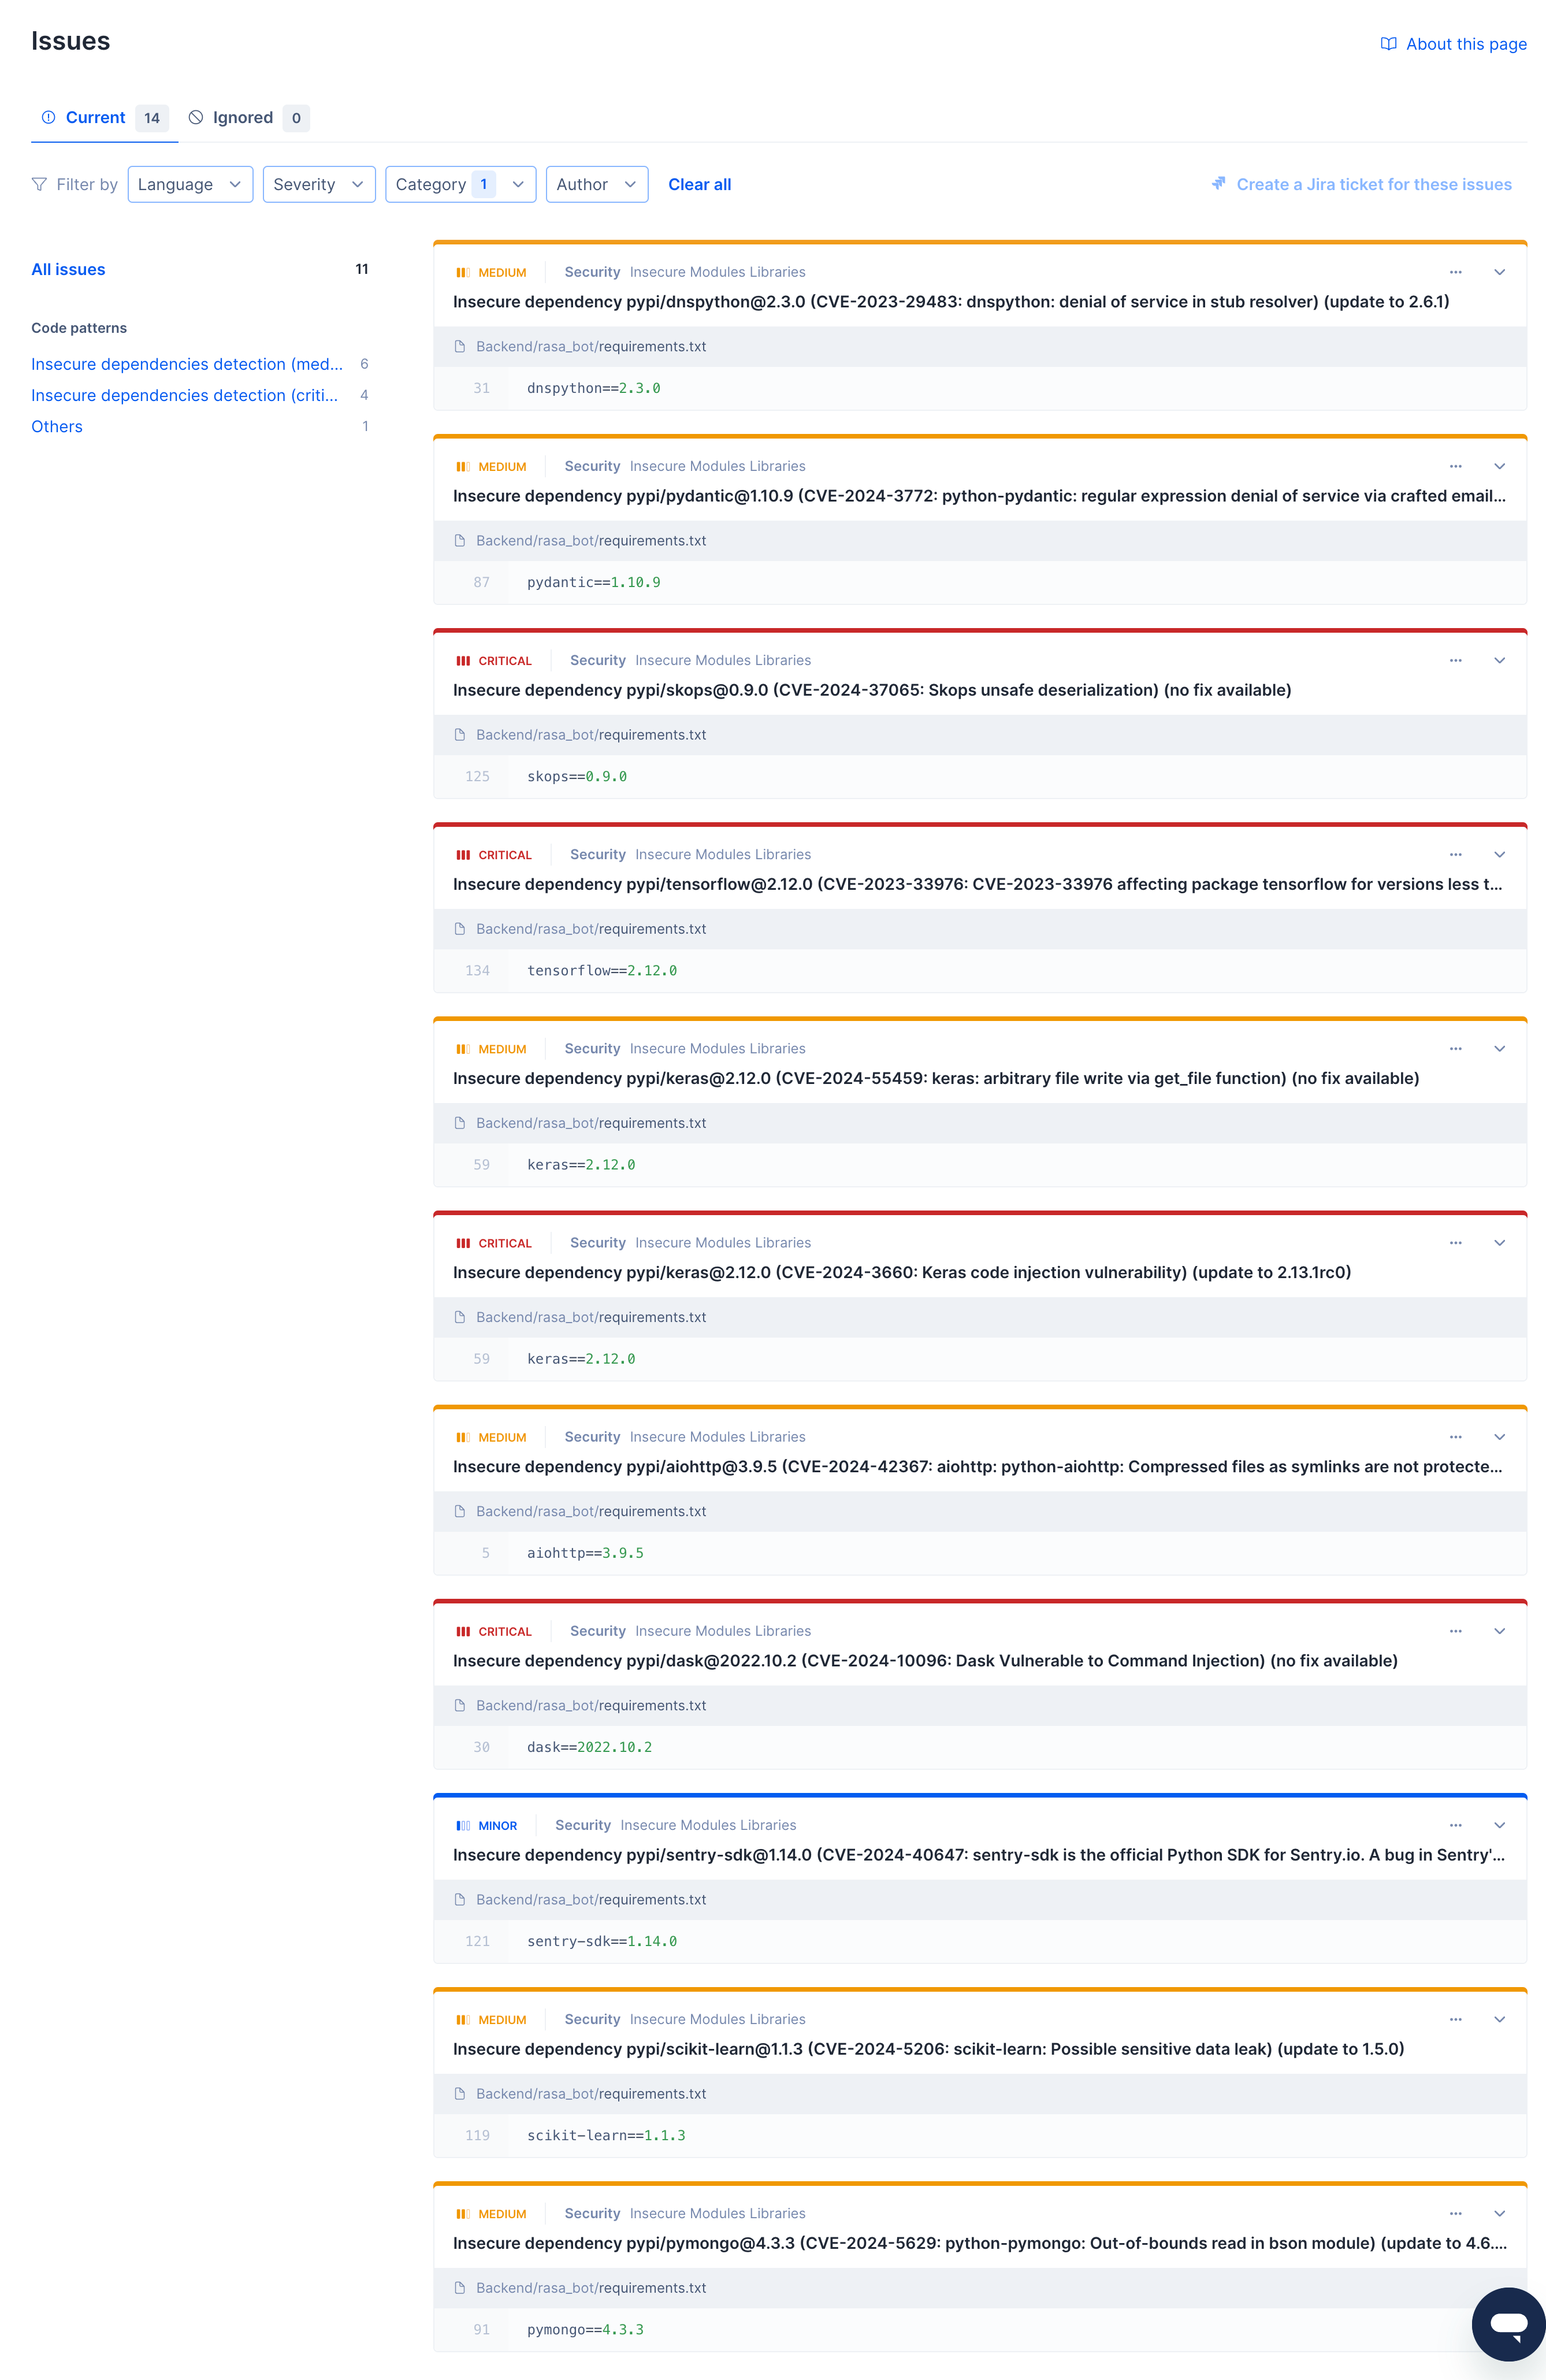 Issues
About this page
Current 14 Ignored 0
Filter by Language Severity Category 1 Author Clear all Create a Jira ticket for these issues
All issues 11
Code patterns
Insecure dependencies detection (med... 6
Insecure dependencies detection (criti... 4
Others 1
MEDIUM Security Insecure Modules Libraries
Insecure dependency pypi/dnspython@2.3.0 (CVE-2023-29483: dnspython: denial of service in stub resolver) (update to 2.6.1)
Backend/rasa_bot/requirements.txt
31 dnspython==2.3.0
MEDIUM Security Insecure Modules Libraries
Insecure dependency pypi/pydantic@1.10.9 (CVE-2024-3772: python-pydantic: regular expression denial of service via crafted email...
Backend/rasa_bot/requirements.txt
87 pydantic==1.10.9
CRITICAL Security Insecure Modules Libraries
Insecure dependency pypi/skops@0.9.0 (CVE-2024-37065: Skops unsafe deserialization) (no fix available)
Backend/rasa_bot/requirements.txt
125 skops==0.9.0
CRITICAL Security Insecure Modules Libraries
Insecure dependency pypi/tensorflow@2.12.0 (CVE-2023-33976: CVE-2023-33976 affecting package tensorflow for versions less t...
Backend/rasa_bot/requirements.txt
134 tensorflow==2.12.0
MEDIUM Security Insecure Modules Libraries
Insecure dependency pypi/keras@2.12.0 (CVE-2024-55459: keras: arbitrary file write via get_file function) (no fix available)
Backend/rasa_bot/requirements.txt
59 keras==2.12.0
CRITICAL Security Insecure Modules Libraries
Insecure dependency pypi/keras@2.12.0 (CVE-2024-3660: Keras code injection vulnerability) (update to 2.13.1rc0)
Backend/rasa_bot/requirements.txt
59 keras==2.12.0
MEDIUM Security Insecure Modules Libraries
Insecure dependency pypi/aiohttp@3.9.5 (CVE-2024-42367: aiohttp: python-aiohttp: Compressed files as symlinks are not protecte...
Backend/rasa_bot/requirements.txt
5 aiohttp==3.9.5
CRITICAL Security Insecure Modules Libraries
Insecure dependency pypi/dask@2022.10.2 (CVE-2024-10096: Dask Vulnerable to Command Injection) (no fix available)
Backend/rasa_bot/requirements.txt
30 dask==2022.10.2
MINOR Security Insecure Modules Libraries
Insecure dependency pypi/sentry-sdk@1.14.0 (CVE-2024-40647: sentry-sdk is the official Python SDK for Sentry.io. A bug in Sentry'...
Backend/rasa_bot/requirements.txt
121 sentry-sdk==1.14.0
MEDIUM Security Insecure Modules Libraries
Insecure dependency pypi/scikit-learn@1.1.3 (CVE-2024-5206: scikit-learn: Possible sensitive data leak) (update to 1.5.0)
Backend/rasa_bot/requirements.txt
119 scikit-learn==1.1.3
MEDIUM Security Insecure Modules Libraries
Insecure dependency pypi/pymongo@4.3.3 (CVE-2024-5629: python-pymongo: Out-of-bounds read in bson module) (update to 4.6....
Backend/rasa_bot/requirements.txt
91 pymongo==4.3.3